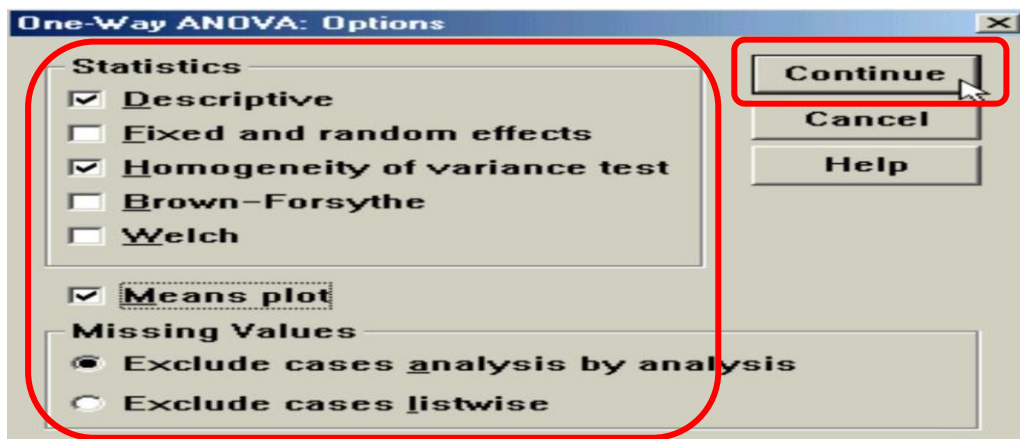 One-Way ANOVA: Options
Statistics
Descriptive
Fixed and random effects
Homogeneity of variance test
Brown-Forsythe
Welch
Means plot
Missing Values
Exclude cases analysis by analysis
Exclude cases listwise
Continue
Cancel
Help